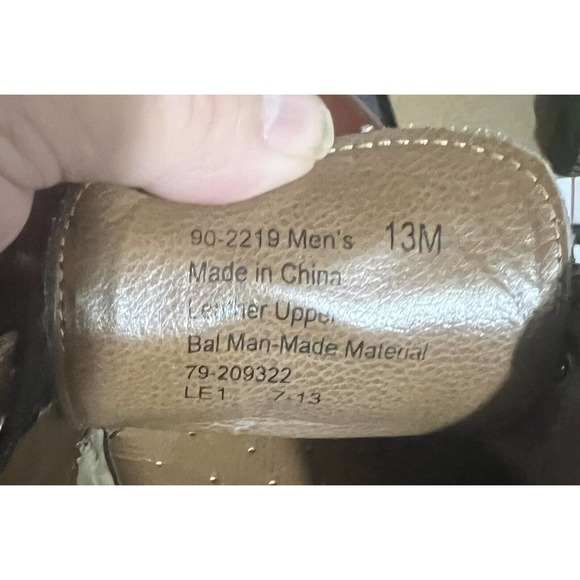 90-2219 Men's 13M
Made in China
Leather Upper
Bal Man-Made Material
79-209322
LE1 7-13